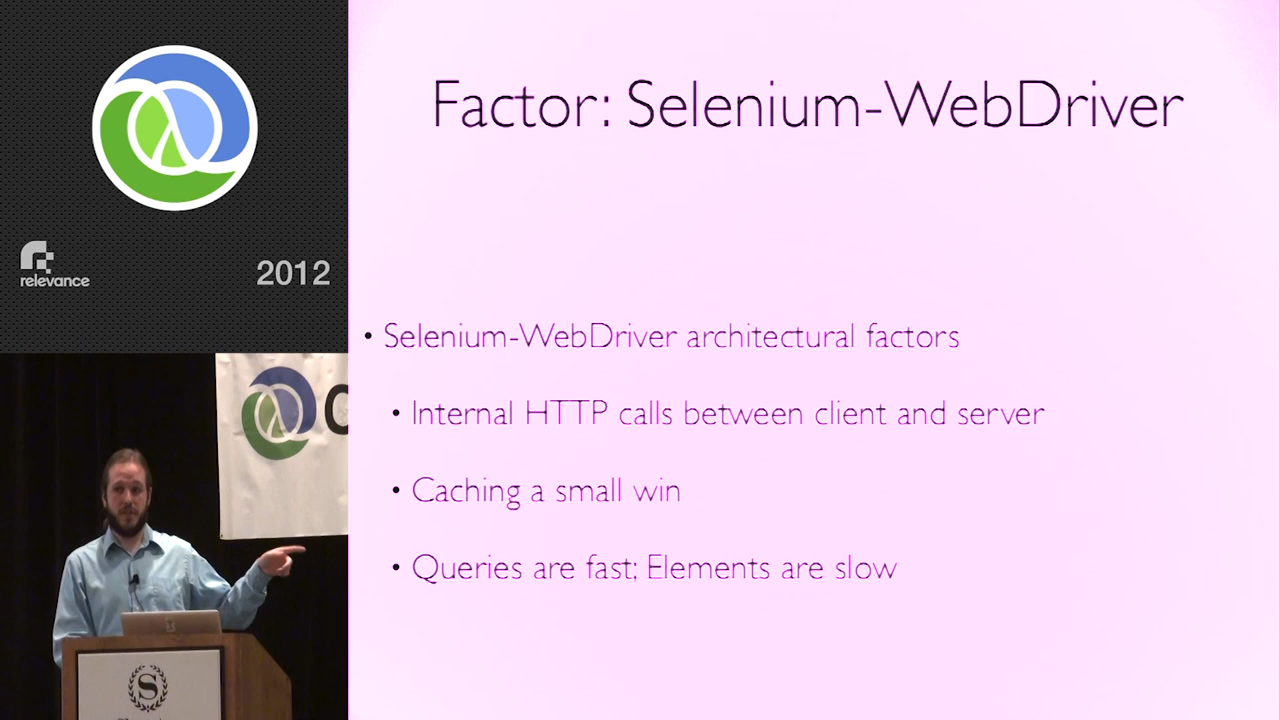 relevance
2012
Factor: Selenium-WebDriver
• Selenium-WebDriver architectural factors
• Internal HTTP calls between client and server
• Caching a small win
• Queries are fast; Elements are slow
C
S